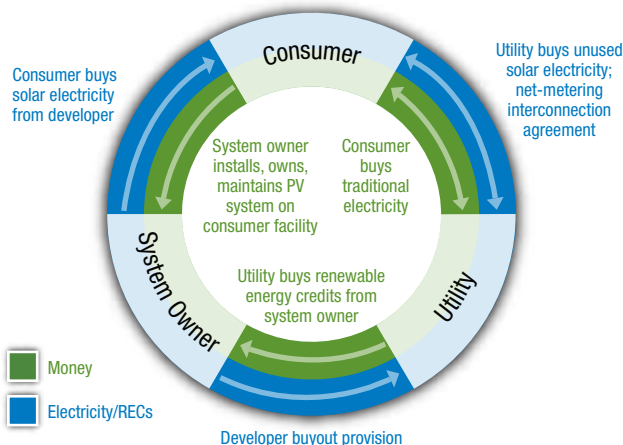 Consumer
Consumer buys
solar electricity
from developer
Utility buys unused
solar electricity;
net-metering
interconnection
agreement
System owner
installs, owns,
maintains PV
system on
consumer facility
Consumer
buys
traditional
electricity
System Owner
Utility
Utility buys renewable
energy credits from
system owner
Money
Electricity/RECs
Developer buyout provision